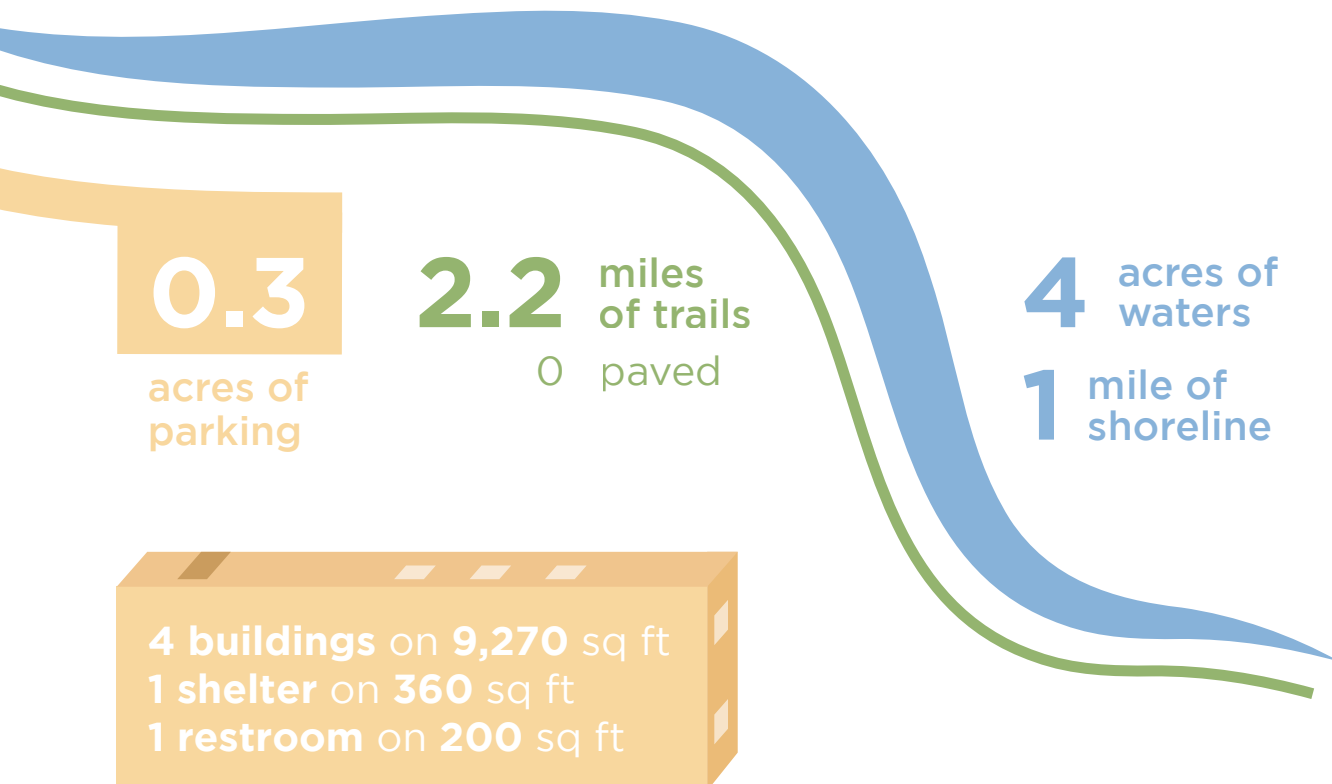 0.3
acres of
parking
2.2 miles
of trails
0 paved
4 acres of
waters
1 mile of
shoreline
4 buildings on 9,270 sq ft
1 shelter on 360 sq ft
1 restroom on 200 sq ft